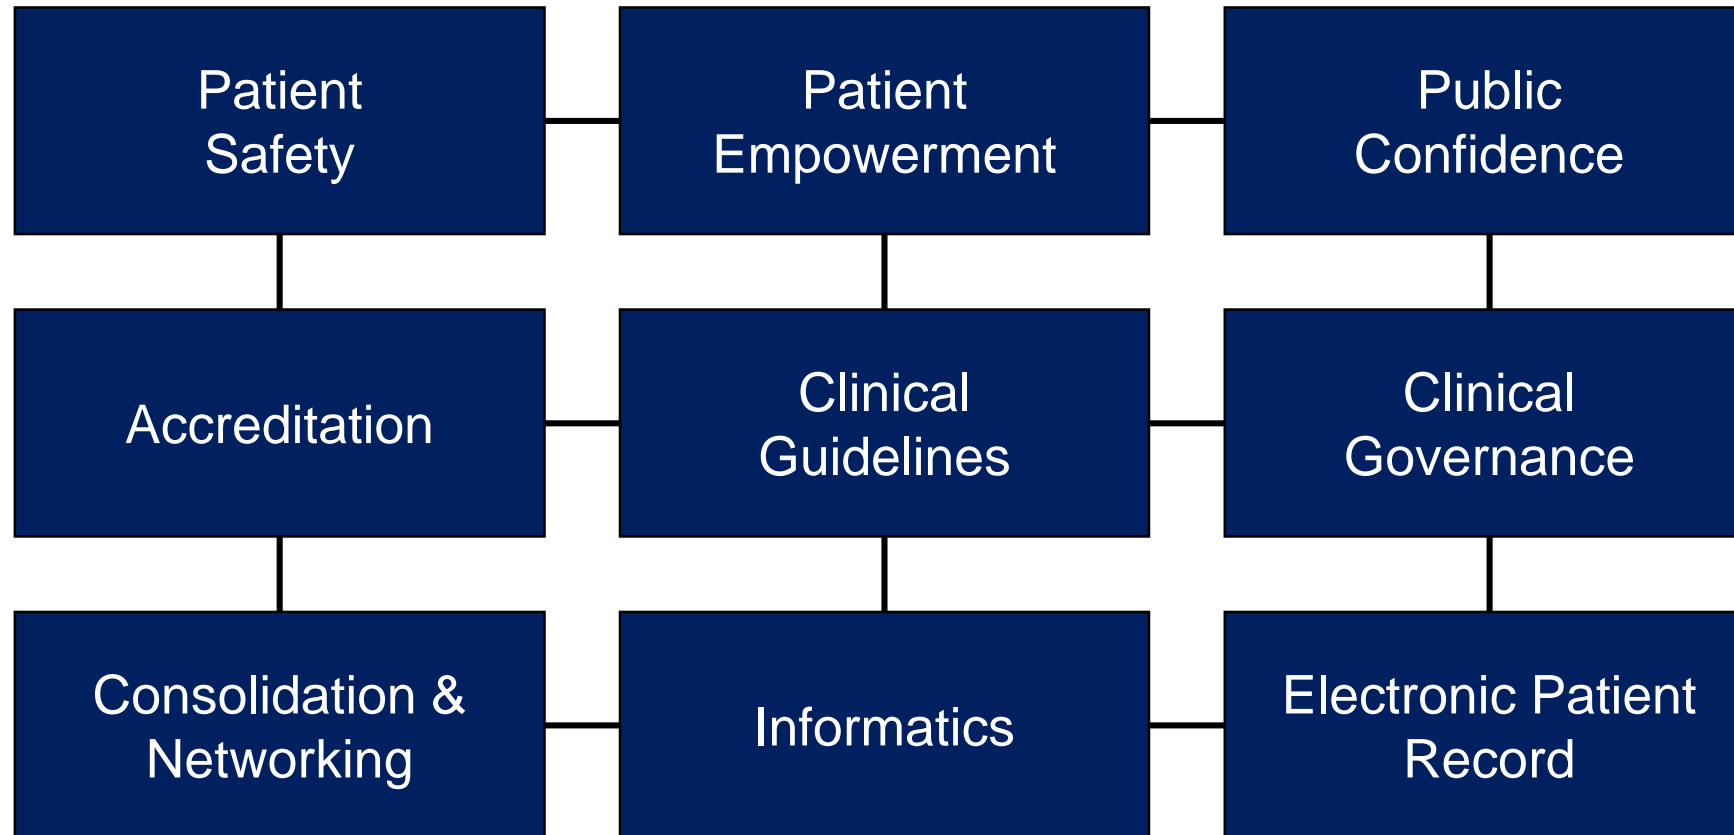 Patient
Safety
Patient
Empowerment
Public
Confidence
Accreditation
Clinical
Guidelines
Clinical
Governance
Consolidation &
Networking
Informatics
Electronic Patient
Record